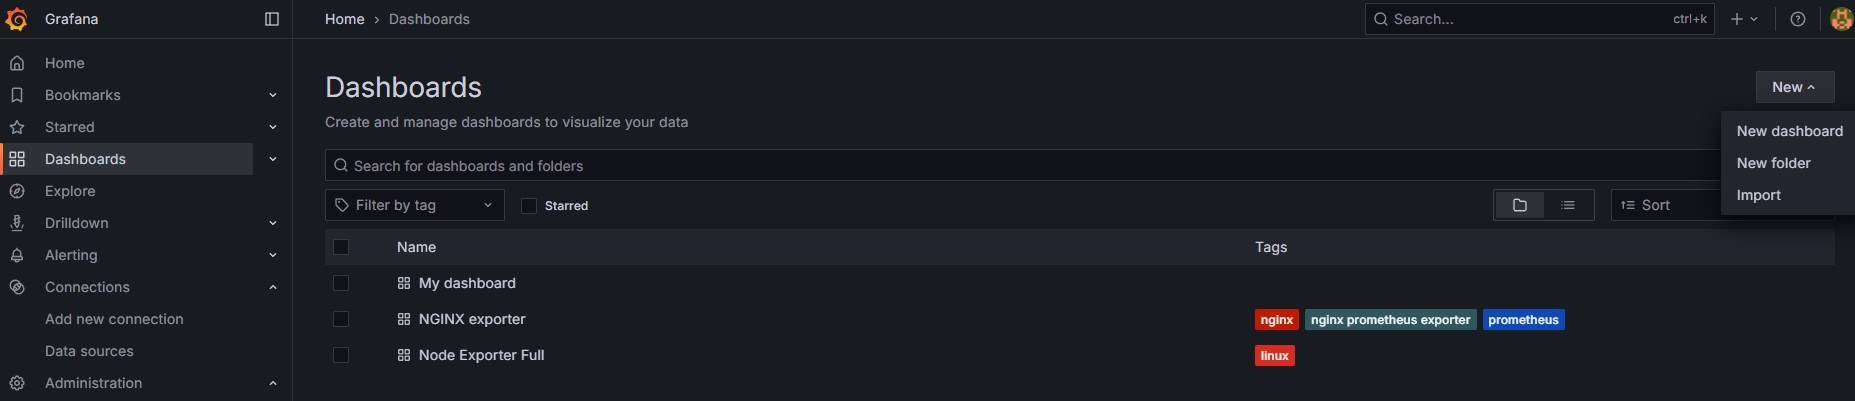 Grafana
Home › Dashboards
Search... ctrl+k
Home
Bookmarks
Starred
Dashboards
Explore
Drilldown
Alerting
Connections
Add new connection
Data sources
Administration
Dashboards
Create and manage dashboards to visualize your data
New
New dashboard
New folder
Import
Search for dashboards and folders
Filter by tag
Starred
Sort
Name Tags
My dashboard
NGINX exporter nginx nginx prometheus exporter prometheus
Node Exporter Full linux